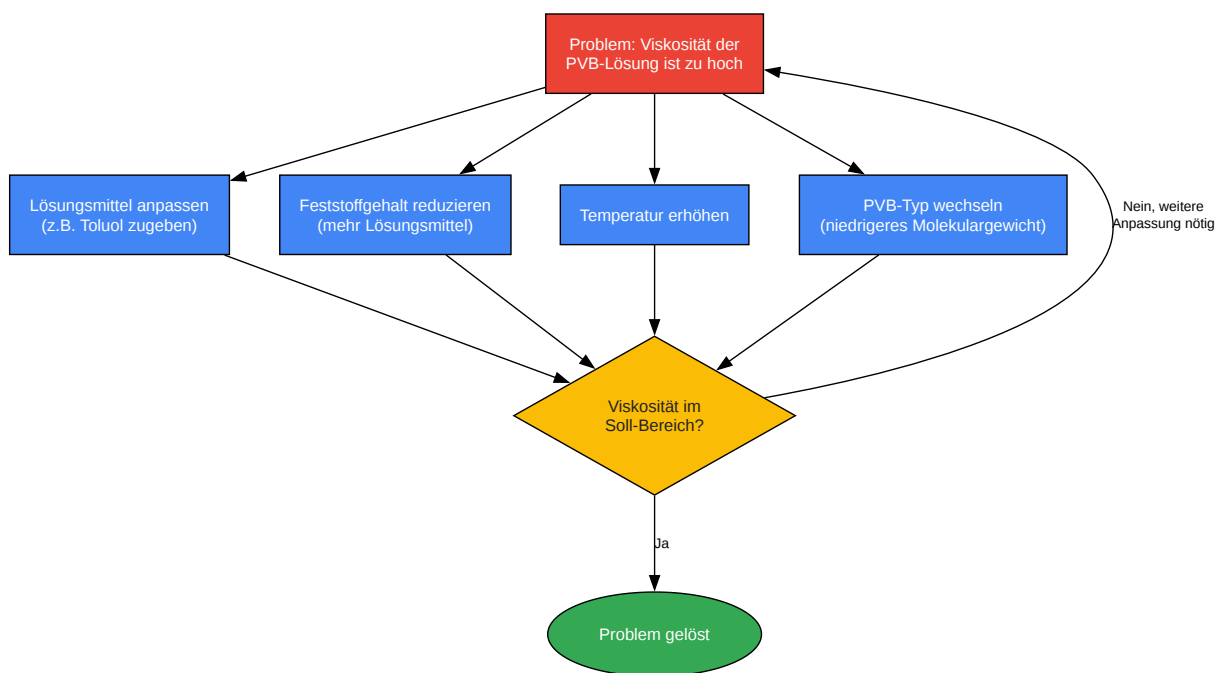 Problem: Viskosität der
PVB-Lösung ist zu hoch
Lösungsmittel anpassen
(z.B. Toluol zugeben)
Feststoffgehalt reduzieren
(mehr Lösungsmittel)
Temperatur erhöhen
PVB-Typ wechseln
(niedrigeres Molekulargewicht)
Nein, weitere
Anpassung nötig
Viskosität im
Soll-Bereich?
Ja
Problem gelöst